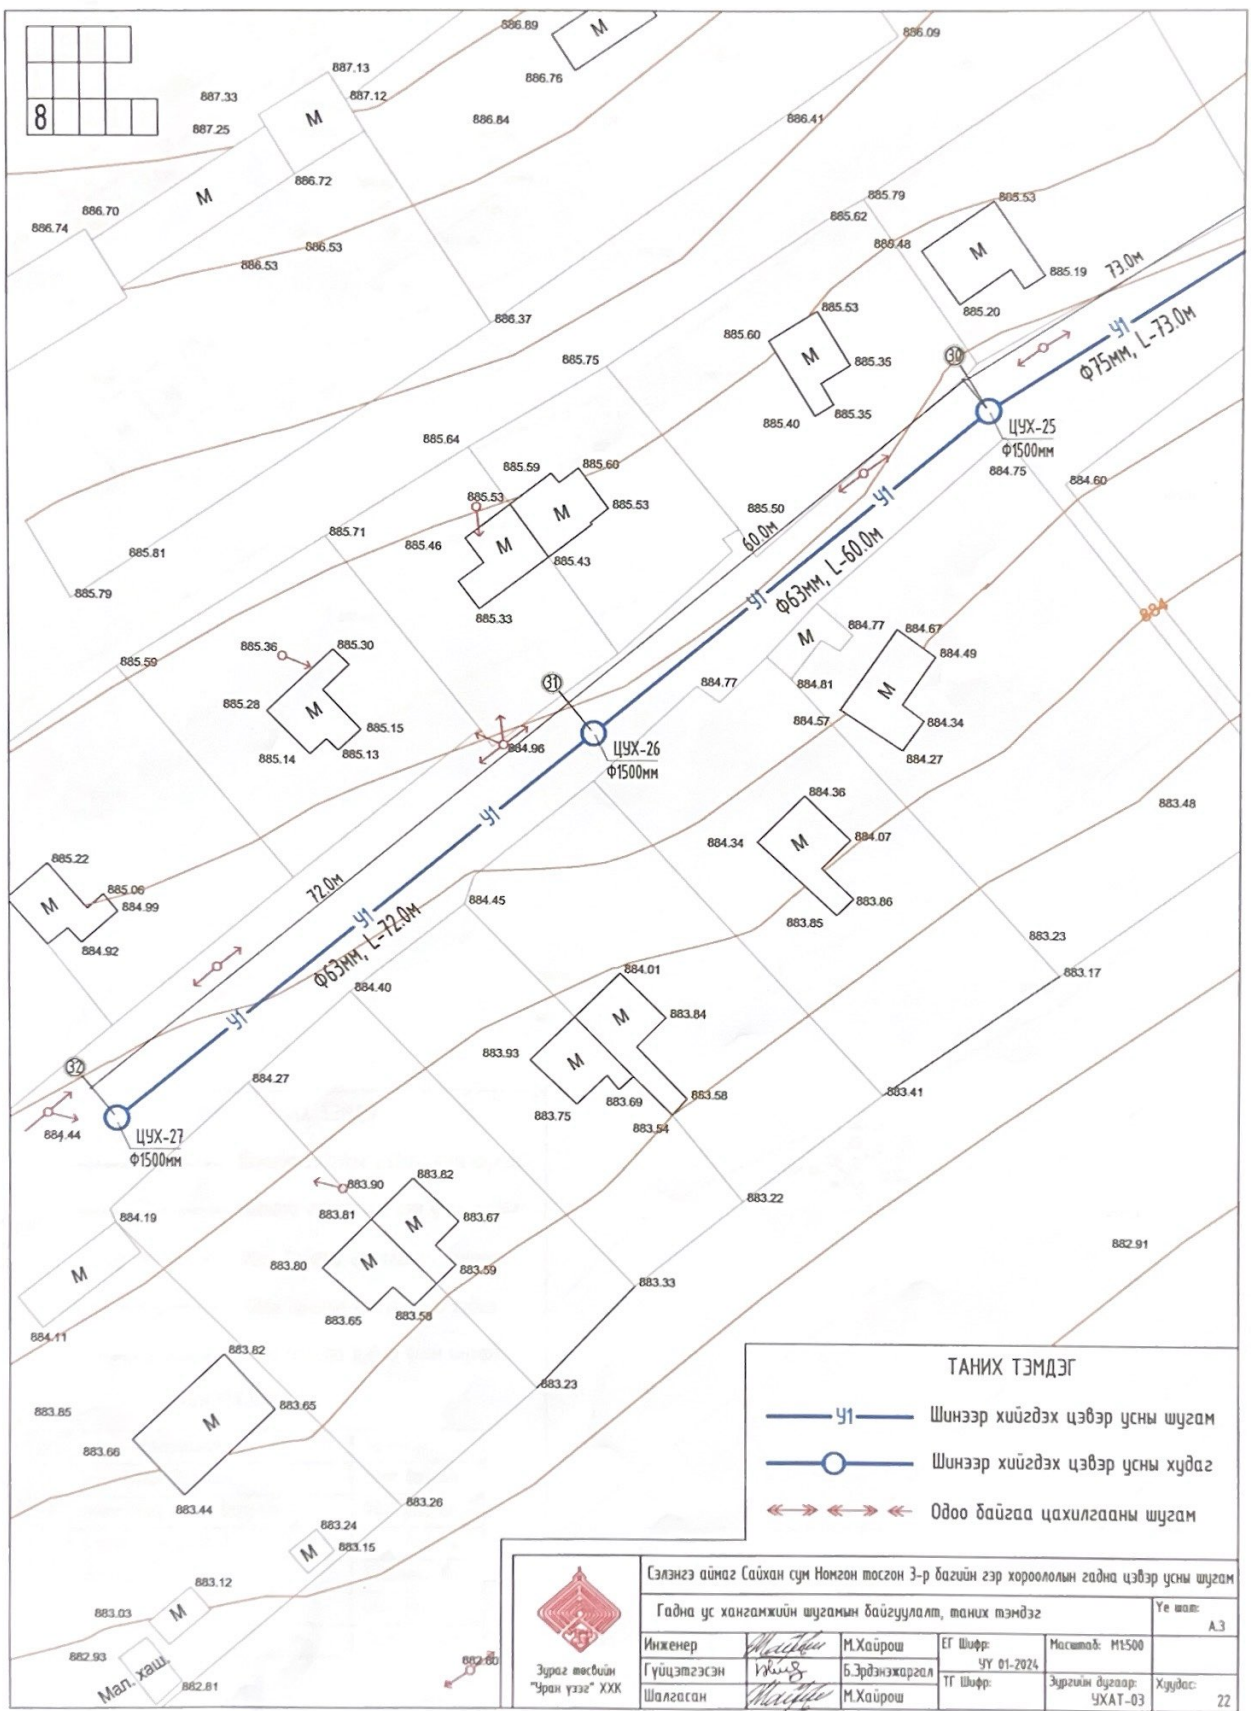 8
886.89
М
886.09
886.76
887.13
887.33
887.12
887.25
М
886.84
886.41
886.72
М
886.70
886.74
886.53
886.53
886.37
885.79
885.62
885.53
885.48
М
885.19
885.20
73.0м
У1
Ф75мм, L-73.0м
885.53
885.60
М
885.35
885.35
885.40
30
ЦУХ-25
Ф1500мм
884.75
884.60
885.75
885.64
885.59
885.60
885.53
М
885.53
885.46
М
885.43
885.33
885.50
60.0м
У1
У1
Ф63мм, L-60.0м
885.71
885.81
885.79
884
885.59
885.36
885.30
885.28
М
885.15
885.14
885.13
31
884.96
ЦУХ-26
Ф1500мм
М
884.77
884.77
884.81
884.67
884.49
М
884.57
884.34
884.27
884.36
884.34
М
884.07
883.86
883.85
883.48
885.22
885.06
М
884.99
884.92
72.0м
У1
У1
У1
Ф63мм, L-72.0м
884.45
884.40
883.23
883.17
884.01
М
883.84
883.93
М
883.75
883.69
883.58
883.54
883.41
32
884.44
ЦУХ-27
Ф1500мм
884.27
883.90
883.82
883.81
М
883.67
883.80
М
883.59
883.65
883.58
883.22
882.91
884.19
М
884.11
883.33
883.23
883.82
883.85
М
883.65
883.66
883.44
883.26
883.24
М
883.15
883.12
883.03
М
882.93
Мал. хаш.
882.81
882.80
ТАНИХ ТЭМДЭГ
У1 Шинээр хийгдэх цэвэр усны шугам
Шинээр хийгдэх цэвэр усны худаг
Одоо байгаа цахилгааны шугам
Зураг төсвийн
"Уран үзэг" ХХК
Сэлэнгэ аймаг Сайхан сум Номгон тосгон 3-р багийн гэр хороололын гадна цэвэр усны шугам
Гадна ус хангамжийн шугамын байгуулалт, таних тэмдэг
Үе шат:
А.З
Инженер М.Хайрош
ЕГ Шифр:
УУ 01-2024
Масштаб: М1:500
Гүйцэтгэсэн Б.Эрдэнэжаргал
Шалгасан М.Хайрош
ТГ Шифр:
Зургийн дугаар:
УХАТ-03
Хуудас:
22